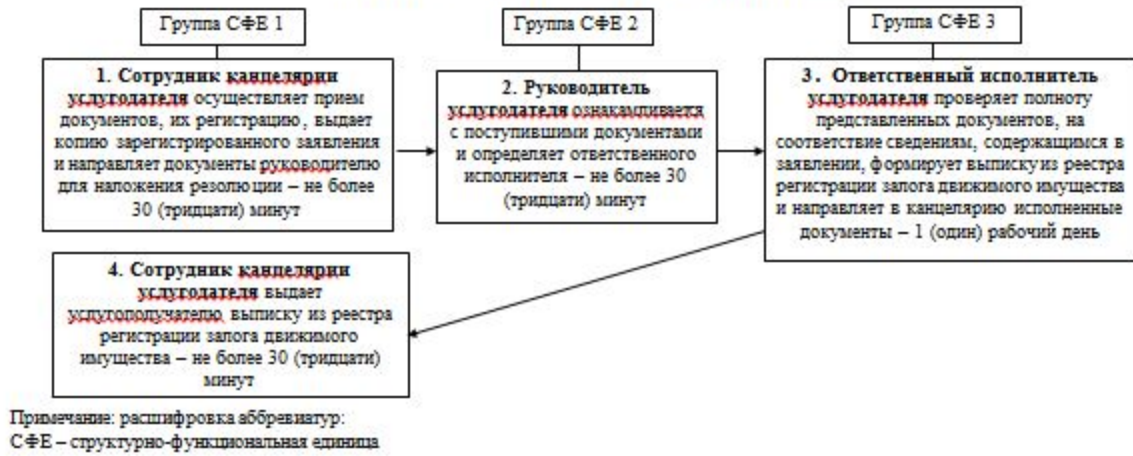 Группа СФЕ 1
Группа СФЕ 2
Группа СФЕ 3
1. Сотрудник канцелярии
услугодателя осуществляет прием
документов, их регистрацию, выдает
копию зарегистрированного заявления
и направляет документы руководителю
для наложения резолюции – не более
30 (тридцати) минут
2. Руководитель
услугодателя ознакамливается
с поступившими документами
и определяет ответственного
исполнителя – не более 30
(тридцати) минут
3. Ответственный исполнитель
услугодателя проверяет полноту
представленных документов, на
соответствие сведениям, содержащимся в
заявлении, формирует выписку из реестра
регистрации залога движимого имущества
и направляет в канцелярию исполненные
документы – 1 (один) рабочий день
4. Сотрудник канцелярии
услугодателя выдает
услугополучателю выписку из реестра
регистрации залога движимого
имущества – не более 30 (тридцати)
минут
Примечание: расшифровка аббревиатур:
СФЕ – структурно-функциональная единица